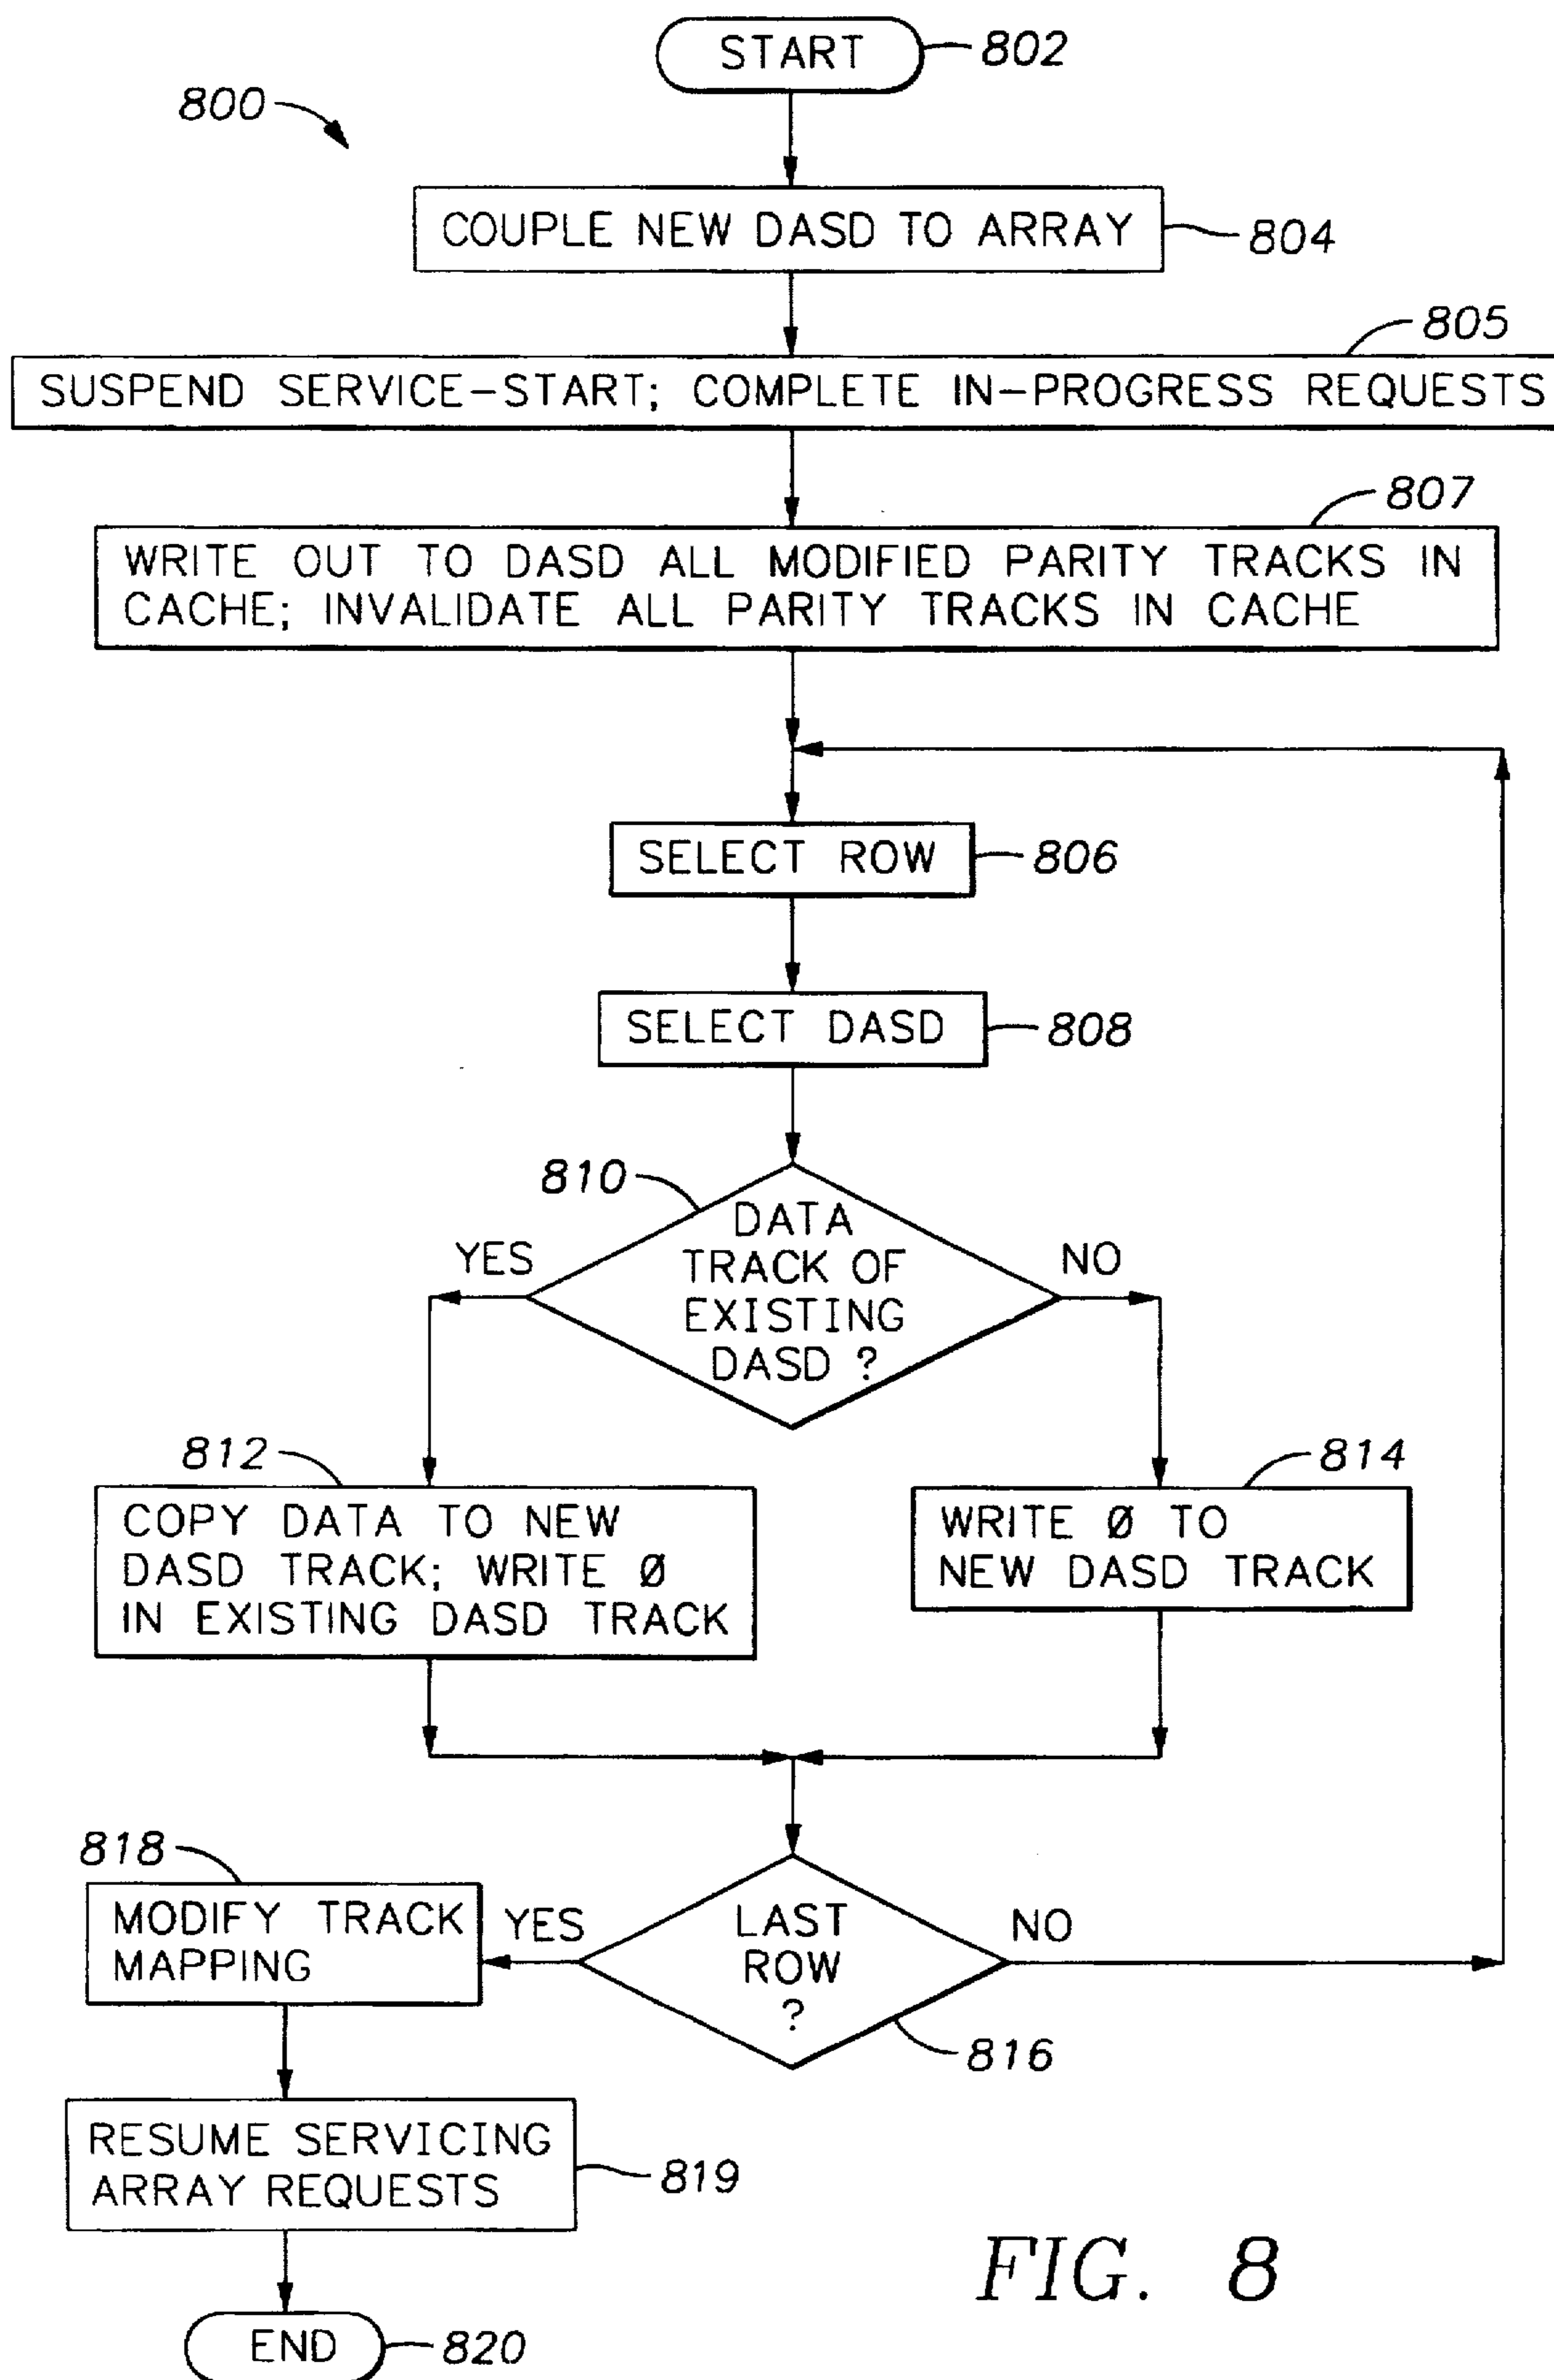 START
802
800
COUPLE NEW DASD TO ARRAY
804
805
SUSPEND SERVICE-START; COMPLETE IN-PROGRESS REQUESTS
807
WRITE OUT TO DASD ALL MODIFIED PARITY TRACKS IN
CACHE; INVALIDATE ALL PARITY TRACKS IN CACHE
SELECT ROW
806
SELECT DASD
808
810
DATA
TRACK OF
EXISTING
DASD ?
YES
NO
812
COPY DATA TO NEW
DASD TRACK; WRITE Ø
IN EXISTING DASD TRACK
814
WRITE Ø TO
NEW DASD TRACK
818
MODIFY TRACK
MAPPING
YES
LAST
ROW
?
NO
816
RESUME SERVICING
ARRAY REQUESTS
819
END
820
FIG. 8